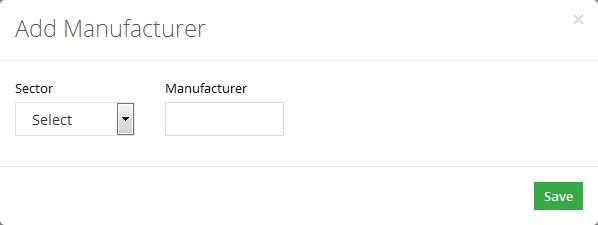 Add Manufacturer
×
Sector
Manufacturer
Select
Save